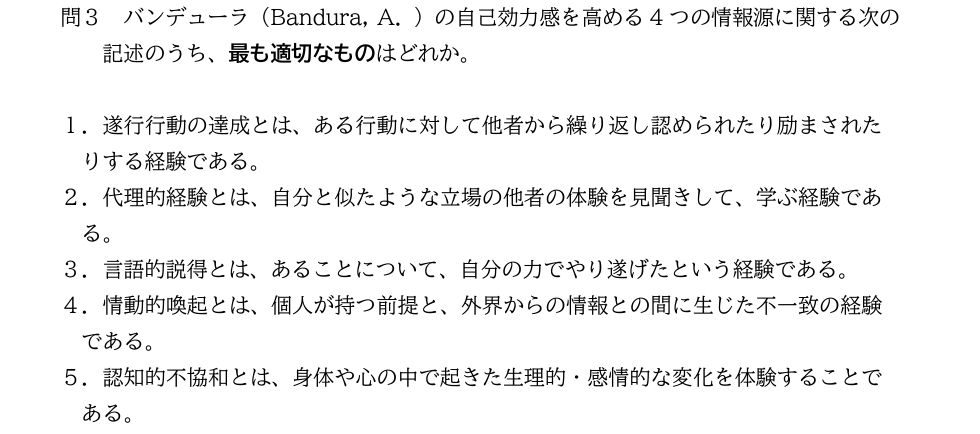 問３　バンデューラ（Bandura, A. ）の自己効力感を高める４つの情報源に関する次の
記述のうち、最も適切なものはどれか。
１．遂行行動の達成とは、ある行動に対して他者から繰り返し認められたり励まされた
りする経験である。
２．代理的経験とは、自分と似たような立場の他者の体験を見聞きして、学ぶ経験であ
る。
３．言語的説得とは、あることについて、自分の力でやり遂げたという経験である。
４．情動的喚起とは、個人が持つ前提と、外界からの情報との間に生じた不一致の経験
である。
５．認知的不協和とは、身体や心の中で起きた生理的・感情的な変化を体験することで
ある。